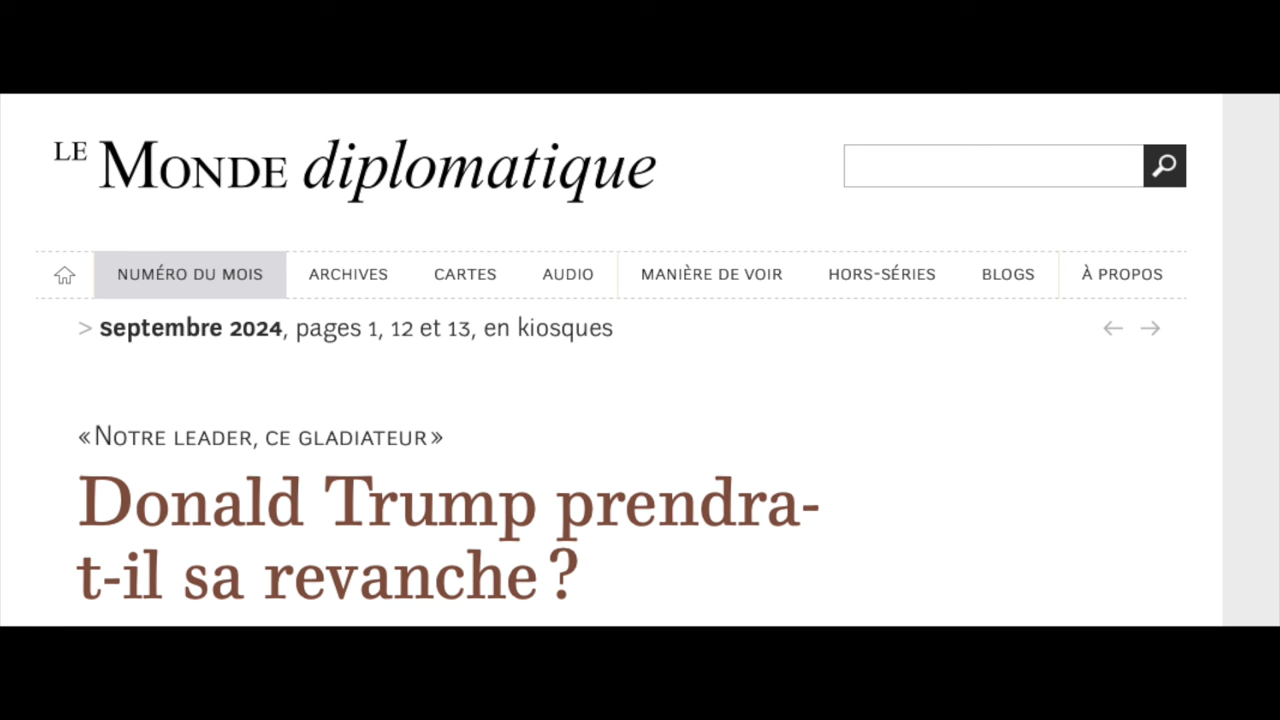 LE MONDE diplomatique
NUMÉRO DU MOIS ARCHIVES CARTES AUDIO MANIÈRE DE VOIR HORS-SÉRIES BLOGS À PROPOS
> septembre 2024, pages 1, 12 et 13, en kiosques ← →
« NOTRE LEADER, CE GLADIATEUR »
Donald Trump prendra-
t-il sa revanche ?